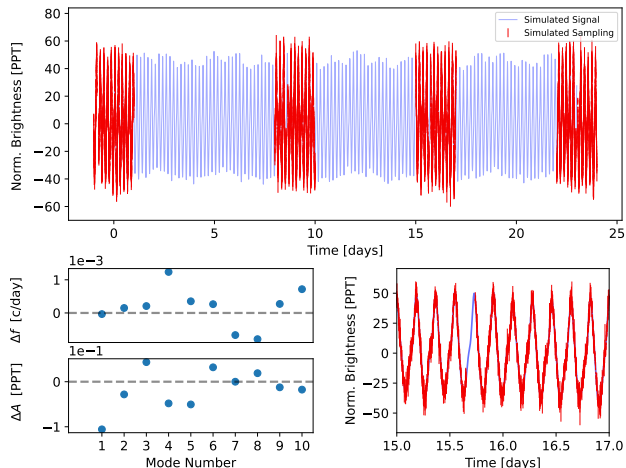 Norm. Brightness [PPT]
80
60
40
20
0
−20
−40
−60
Simulated Signal
Simulated Sampling
0
5
10
15
20
25
Time [days]
1e−3
Δf [c/day]
1
0
1e−1
ΔA [PPT]
0
−1
1 2 3 4 5 6 7 8 9 10
Mode Number
Norm. Brightness [PPT]
50
25
0
−25
−50
15.0 15.5 16.0 16.5 17.0
Time [days]